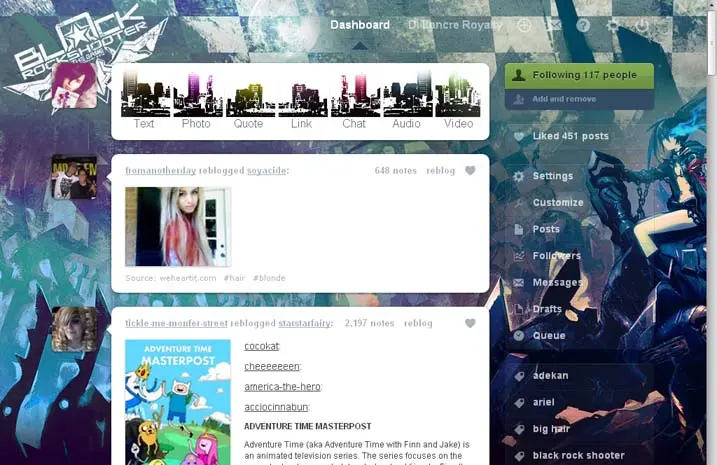 BLACK
ROCKSHOOTER
Dashboard
Di Lancre Royasy
Text Photo Quote Link Chat Audio Video
Following 117 people
Add and remove
Liked 451 posts
Settings
Customize
Posts
Followers
Messages
Drafts
Queue
adekan
ariel
big hair
black rock shooter
fromanotherday reblogged soyacide:
648 notes reblog
Source: weheartit.com #hair #blonde
tickle-me-monfer-street reblogged starstarfairy:
2,197 notes reblog
ADVENTURE TIME
MASTERPOST
cocokat:
cheeeeeeen:
america-the-hero:
acciocinnabun:
ADVENTURE TIME MASTERPOST
Adventure Time (aka Adventure Time with Finn and Jake) is
an animated television series. The series focuses on the